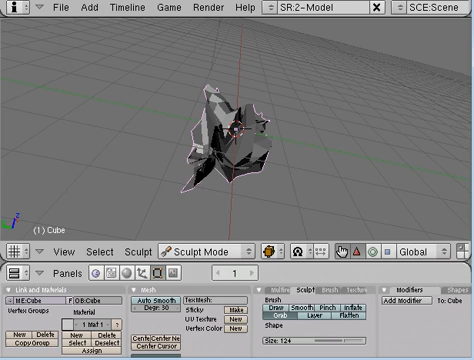 File Add Timeline Game Render Help SR:2-Model SCE:Scene
z
(1) Cube
View Select Sculpt Sculpt Mode Global
Panels 1
Link and Materials Mesh Multires Sculpt Brush Texture Modifiers Shapes
ME:Cube F OB:Cube Auto Smooth TexMesh: Brush Add Modifier To: Cube
Vertex Groups Degr: 30 Sticky Make Draw Smooth Pinch Inflate
Material UV Texture New Grab Layer Flatten
1 Mat 1 ? Vertex Color New Shape
New Delete New Delete
Copy Group Select Deselect Center Cursor Size: 124
Assign